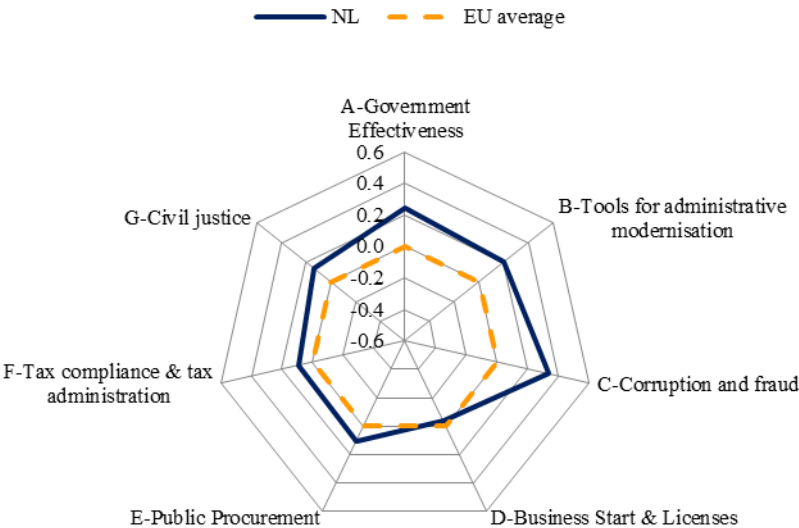 NL
EU average
A-Government
Effectiveness
0.6
0.4
0.2
0.0
-0.2
-0.4
-0.6
B-Tools for administrative
modernisation
C-Corruption and fraud
D-Business Start & Licenses
E-Public Procurement
F-Tax compliance & tax
administration
G-Civil justice